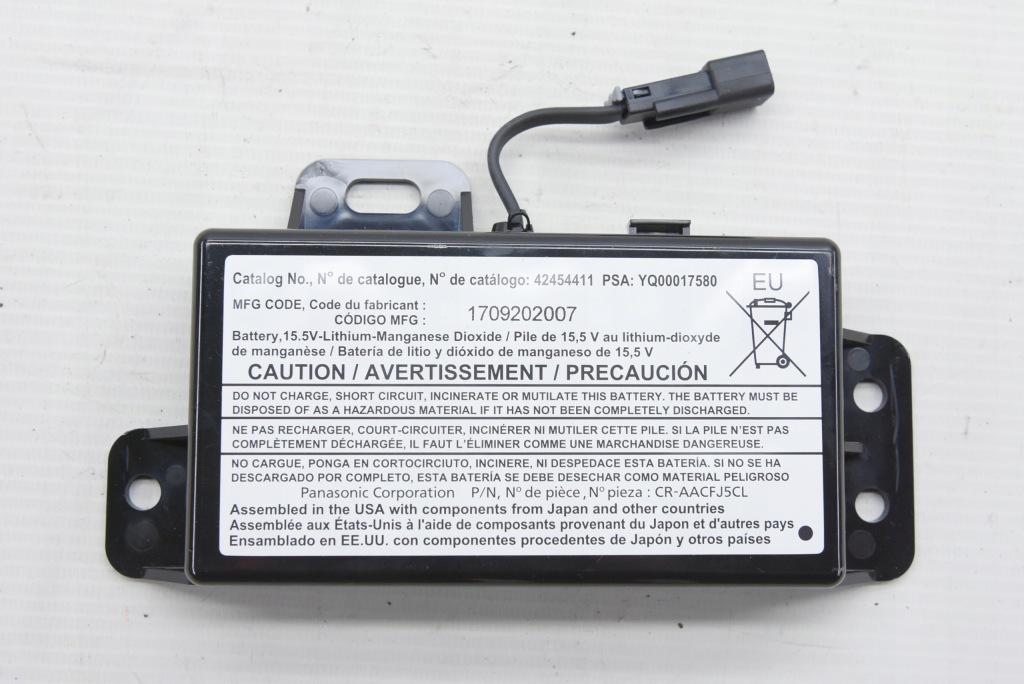 Catalog No., N° de catalogue, N° de catálogo: 42454411 PSA: YQ00017580
EU
MFG CODE, Code du fabricant :
CÓDIGO MFG :
1709202007
Battery,15.5V-Lithium-Manganese Dioxide / Pile de 15,5 V au lithium-dioxyde
de manganèse / Batería de litio y dióxido de manganeso de 15,5 V
CAUTION / AVERTISSEMENT / PRECAUCIÓN
DO NOT CHARGE, SHORT CIRCUIT, INCINERATE OR MUTILATE THIS BATTERY. THE BATTERY MUST BE
DISPOSED OF AS A HAZARDOUS MATERIAL IF IT HAS NOT BEEN COMPLETELY DISCHARGED.
NE PAS RECHARGER, COURT-CIRCUITER, INCINÉRER NI MUTILER CETTE PILE. SI LA PILE N'EST PAS
COMPLÈTEMENT DÉCHARGÉE, IL FAUT L'ÉLIMINER COMME UNE MARCHANDISE DANGEREUSE.
NO CARGUE, PONGA EN CORTOCIRCIUTO, INCINERE, NI DESPEDACE ESTA BATERÍA. SI NO SE HA
DESCARGADO POR COMPLETO, ESTA BATERÍA SE DEBE DESECHAR COMO MATERIAL PELIGROSO
Panasonic Corporation P/N, N° de pièce, N° pieza : CR-AACFJ5CL
Assembled in the USA with components from Japan and other countries
Assemblée aux États-Unis à l'aide de composants provenant du Japon et d'autres pays
Ensamblado en EE.UU. con componentes procedentes de Japón y otros países